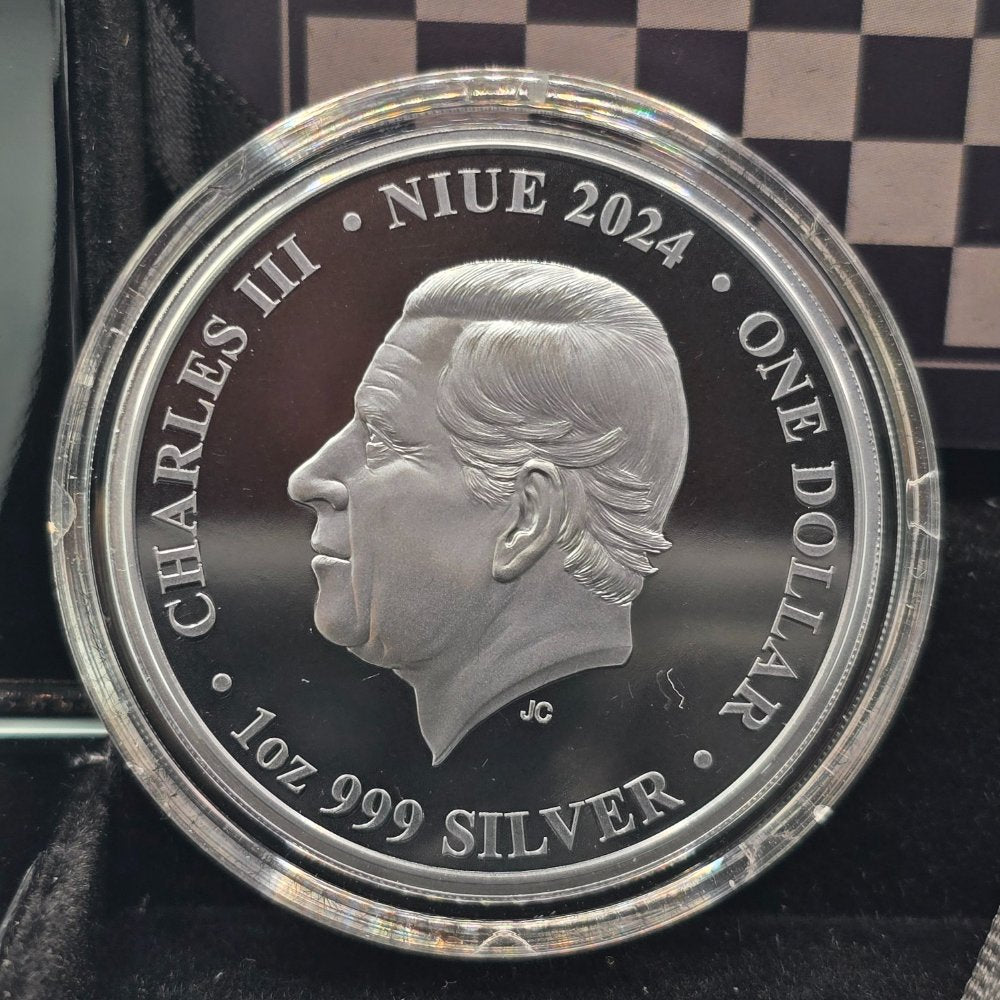 CHARLES III • NIUE 2024 • ONE DOLLAR •
1oz 999 SILVER •
JC